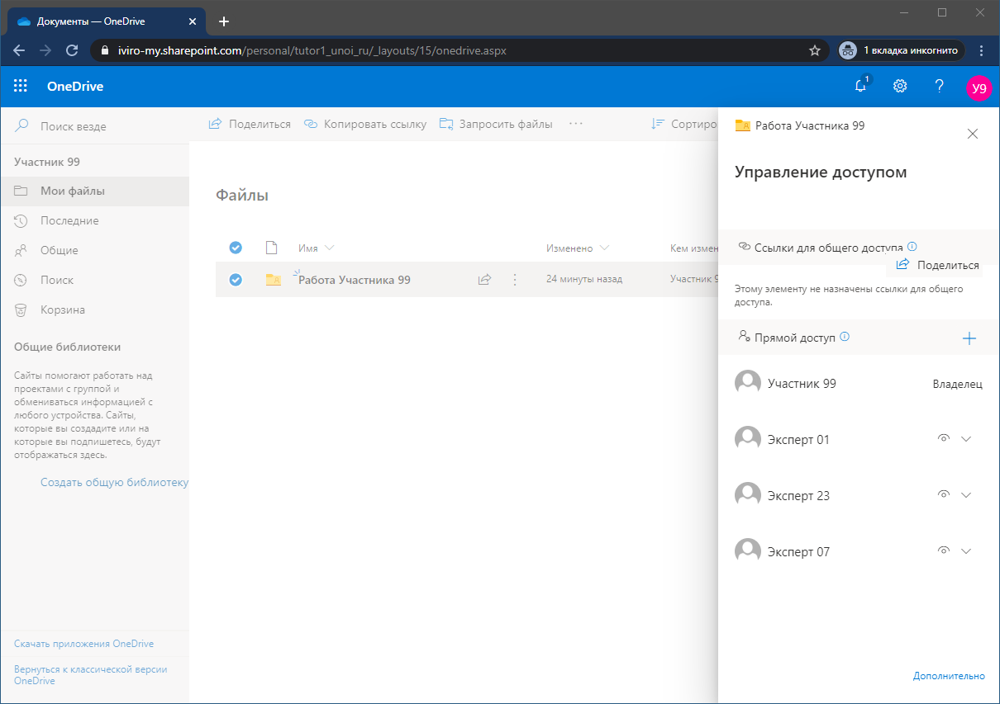 Документы — OneDrive
iviro-my.sharepoint.com/personal/tutor1_unoi_ru/_layouts/15/onedrive.aspx
1 вкладка инкогнито
OneDrive
1
У9
Поиск везде
Поделиться
Копировать ссылку
Запросить файлы
Сортиро
Участник 99
Мои файлы
Последние
Общие
Поиск
Корзина
Общие библиотеки
Сайты помогают работать над
проектами с группой и
обмениваться информацией с
любого устройства. Сайты,
которые вы создадите или на
которые вы подпишетесь, будут
отображаться здесь.
Создать общую библиотеку
Скачать приложения OneDrive
Вернуться к классической версии
OneDrive
Файлы
Имя
Изменено
Кем измен
Работа Участника 99
24 минуты назад
Участник 9
Работа Участника 99
Управление доступом
Ссылки для общего доступа
Поделиться
Этому элементу не назначены ссылки для общего
доступа.
Прямой доступ
Участник 99
Владелец
Эксперт 01
Эксперт 23
Эксперт 07
Дополнительно